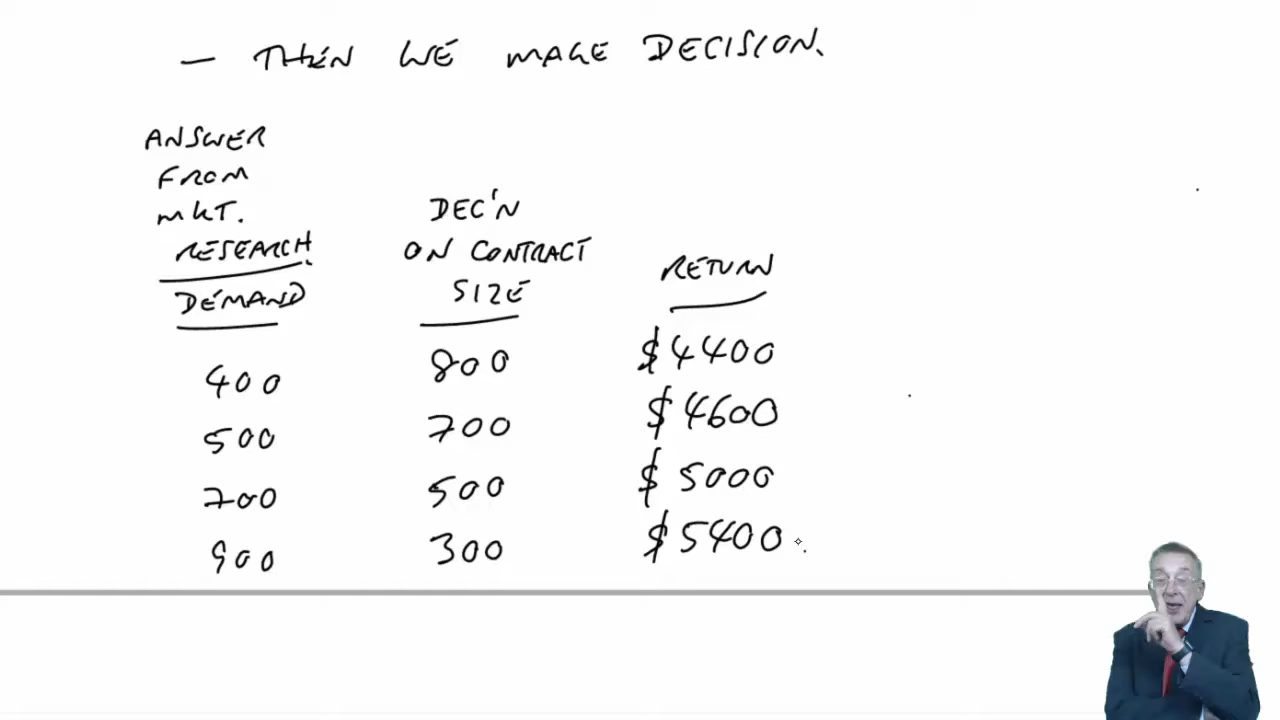 — THEN WE MAKE DECISION.
ANSWER
FROM
MKT.
RESEARCH
DEC'N
ON CONTRACT
DEMAND SIZE RETURN
400 800 $4400
500 700 $4600
700 500 $5000
900 300 $5400